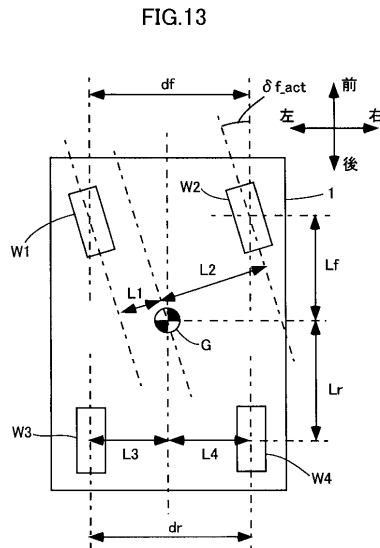 FIG.13
df
δf_act
前
左 右
後
W1
W2
1
L1
L2
Lf
G
Lr
W3
L3
L4
W4
dr